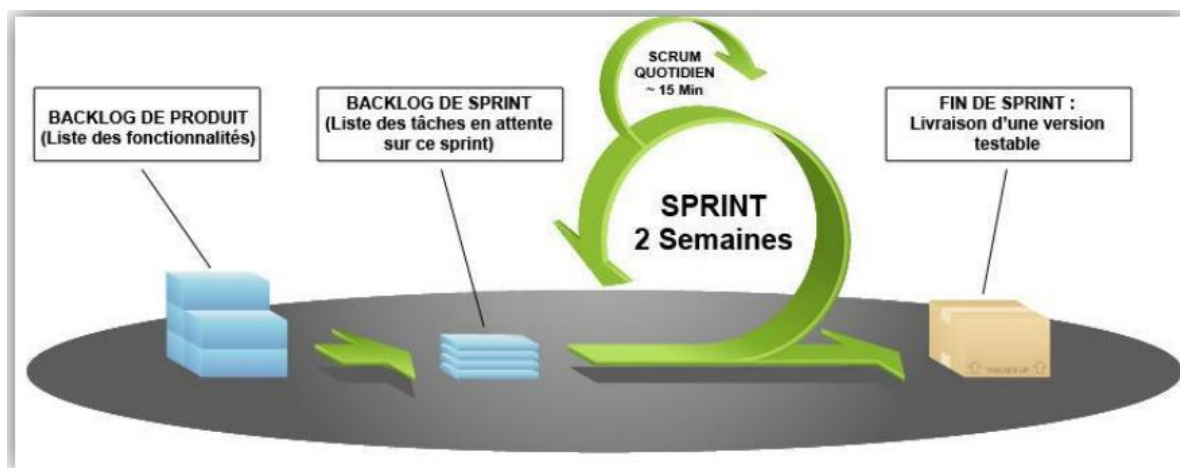 BACKLOG DE PRODUIT
(Liste des fonctionnalités)
BACKLOG DE SPRINT
(Liste des tâches en attente
sur ce sprint)
SCRUM
QUOTIDIEN
~ 15 Min
SPRINT
2 Semaines
FIN DE SPRINT :
Livraison d’une version
testable